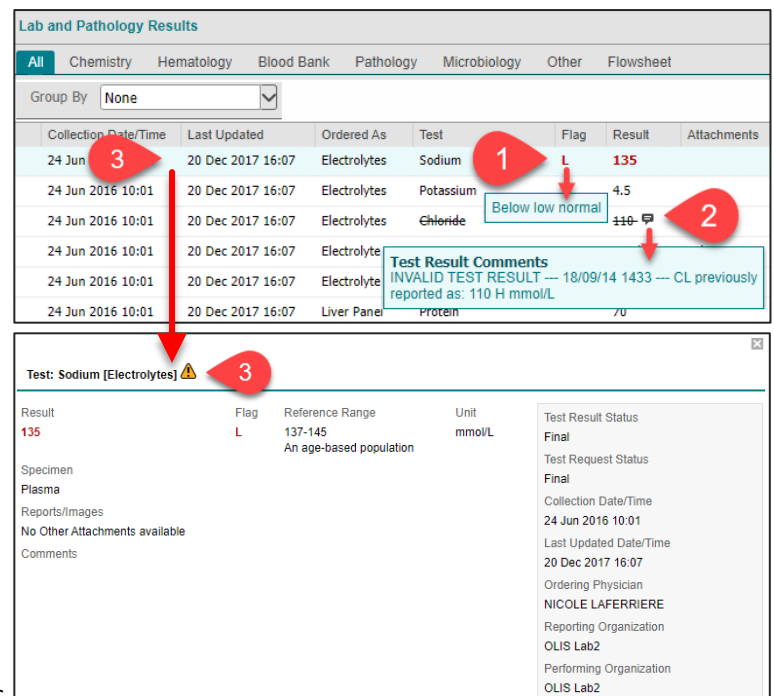 Lab and Pathology Results
All Chemistry Hematology Blood Bank Pathology Microbiology Other Flowsheet
Group By None
Collection Date/Time Last Updated Ordered As Test Flag Result Attachments
24 Jun 3 20 Dec 2017 16:07 Electrolytes Sodium 1 L 135
24 Jun 2016 10:01 20 Dec 2017 16:07 Electrolytes Potassium 4.5
Below low normal
24 Jun 2016 10:01 20 Dec 2017 16:07 Electrolytes Chloride 110 2
24 Jun 2016 10:01 20 Dec 2017 16:07 Electrolyte
Test Result Comments
INVALID TEST RESULT --- 18/09/14 1433 --- CL previously
reported as: 110 H mmol/L
24 Jun 2016 10:01 20 Dec 2017 16:07 Electrolyte
24 Jun 2016 10:01 20 Dec 2017 16:07 Liver Panel Protein 70
Test: Sodium [Electrolytes] 3
Result Flag Reference Range Unit
135 L 137-145 mmol/L
An age-based population
Specimen
Plasma
Reports/Images
No Other Attachments available
Comments
Test Result Status
Final
Test Request Status
Final
Collection Date/Time
24 Jun 2016 10:01
Last Updated Date/Time
20 Dec 2017 16:07
Ordering Physician
NICOLE LAFERRIERE
Reporting Organization
OLIS Lab2
Performing Organization
OLIS Lab2